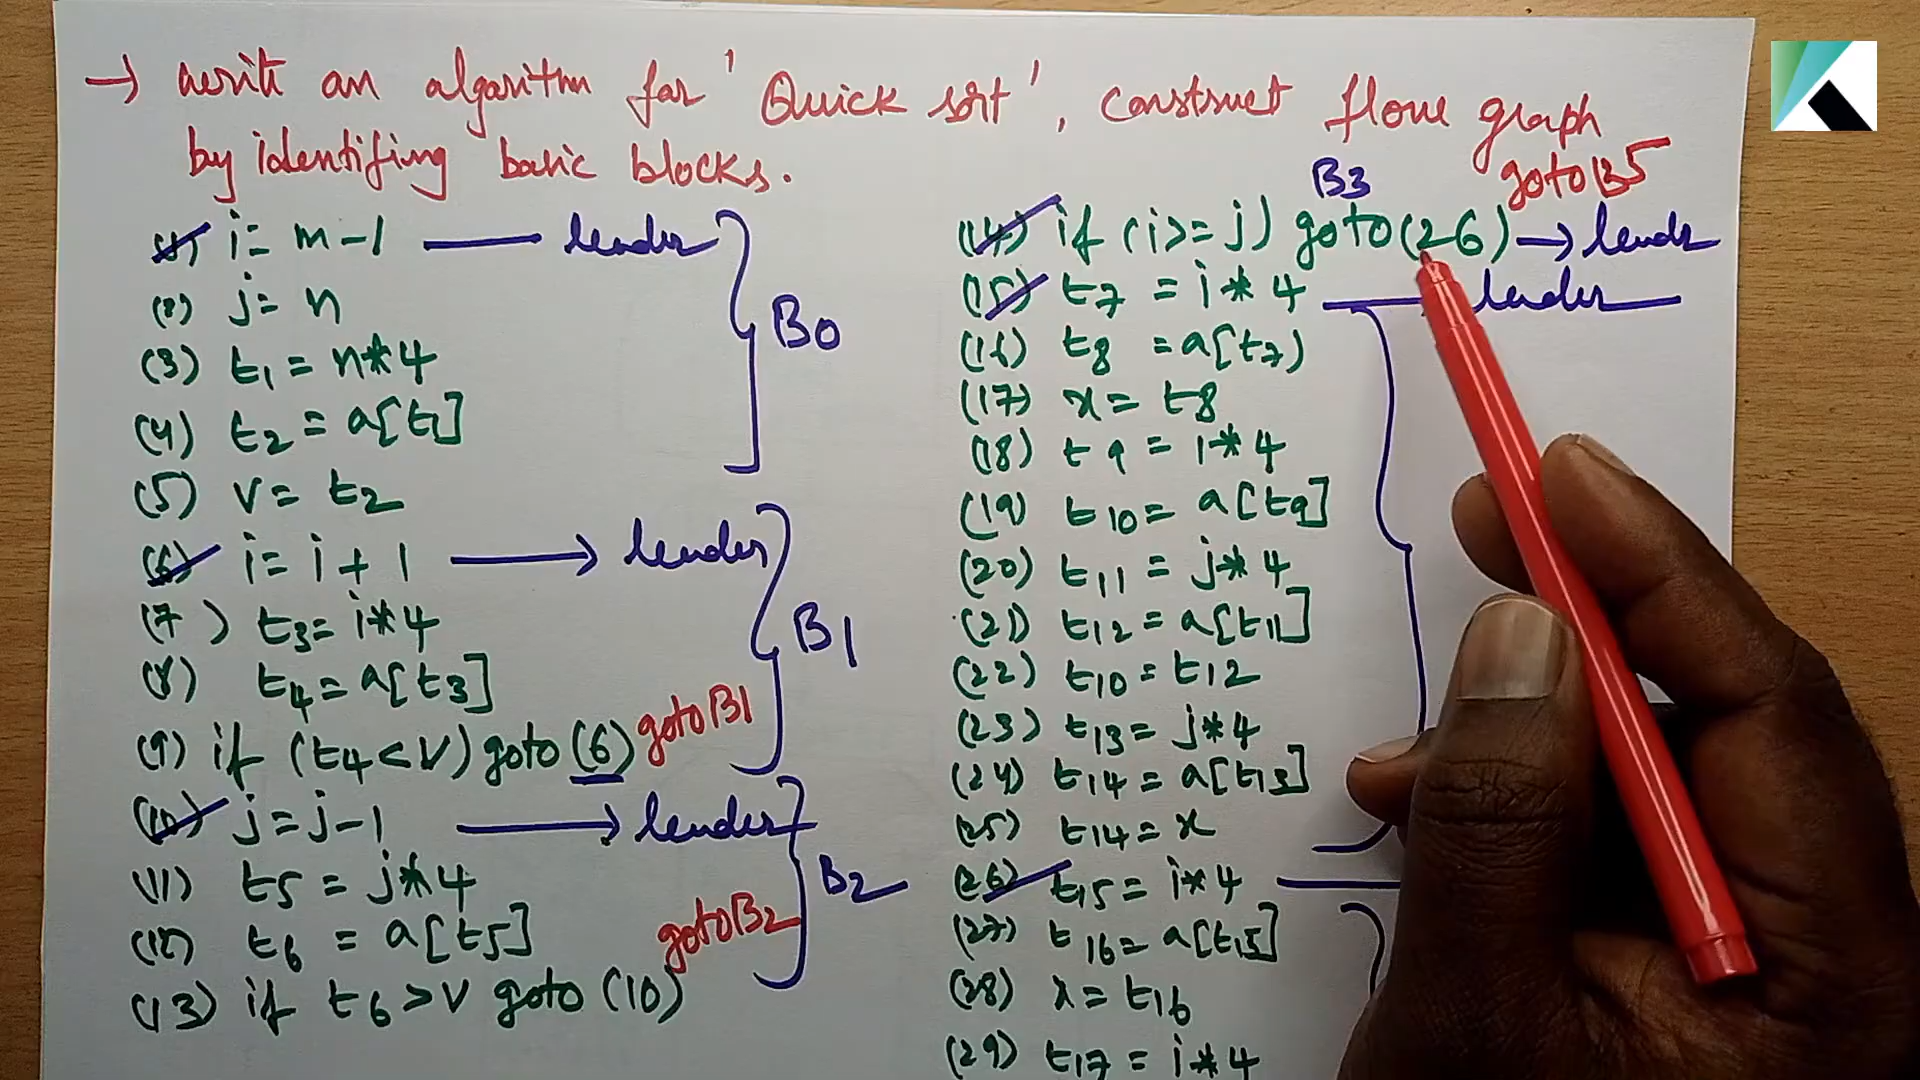 → write an algorithm for 'Quick sort', construct flow graph
by identifing basic blocks.
(1) i = m-1 leader
(2) j = n
(3) t1 = n*4
(4) t2 = a[t1]
(5) v = t2
B0
(6) i = i + 1 → leader
(7) t3 = i*4
(8) t4 = a[t3]
(9) if (t4 < v) goto (6) goto B1
B1
(10) j = j-1 → leader
(11) t5 = j*4
(12) t6 = a[t5]
(13) if t6 > v goto (10) goto B2
B2
B3 goto B5
(14) if (i >= j) goto (26) → leader
(15) t7 = i*4 leader
(16) t8 = a[t7)
(17) x = t8
(18) t9 = i*4
(19) t10 = a[t9]
(20) t11 = j*4
(21) t12 = a[t11]
(22) t10 = t12
(23) t13 = j*4
(24) t14 = a[t13]
(25) t14 = x
(26) t15 = i*4
(27) t16 = a[t15]
(28) x = t16
(29) t17 = i*4